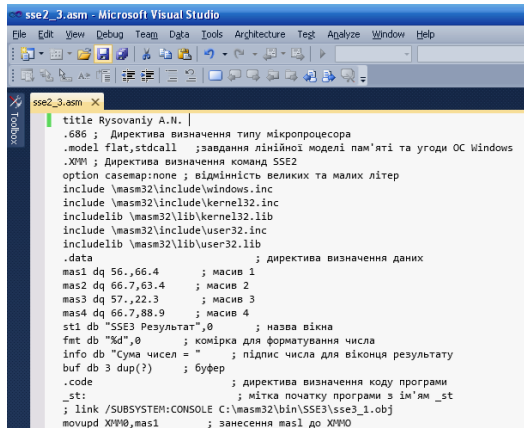 sse2_3.asm - Microsoft Visual Studio
File Edit View Debug Team Data Tools Architecture Test Analyze Window Help
sse2_3.asm
Toolbox
title Rysovaniy A.N.
.686 ; Директива визначення типу мікропроцесора
.model flat,stdcall ;завдання лінійної моделі пам'яті та угоди ОС Windows
.XMM ; Директива визначення команд SSE2
option casemap:none ; відмінність великих та малих літер
include \masm32\include\windows.inc
include \masm32\include\kernel32.inc
includelib \masm32\lib\kernel32.lib
include \masm32\include\user32.inc
includelib \masm32\lib\user32.lib
.data ; директива визначення даних
mas1 dq 56.,66.4 ; масив 1
mas2 dq 66.7,63.4 ; масив 2
mas3 dq 57.,22.3 ; масив 3
mas4 dq 66.7,88.9 ; масив 4
st1 db "SSE3 Результат",0 ; назва вікна
fmt db "%d",0 ; комірка для форматування числа
info db "Сума чисел = " ; підпис числа для віконця результату
buf db 3 dup(?) ; буфер
.code ; директива визначення коду програми
_st: ; мітка початку програми з ім'ям _st
; link /SUBSYSTEM:CONSOLE C:\masm32\bin\SSE3\sse3_1.obj
movupd XMM0,mas1 ; занесення mas1 до XMM0